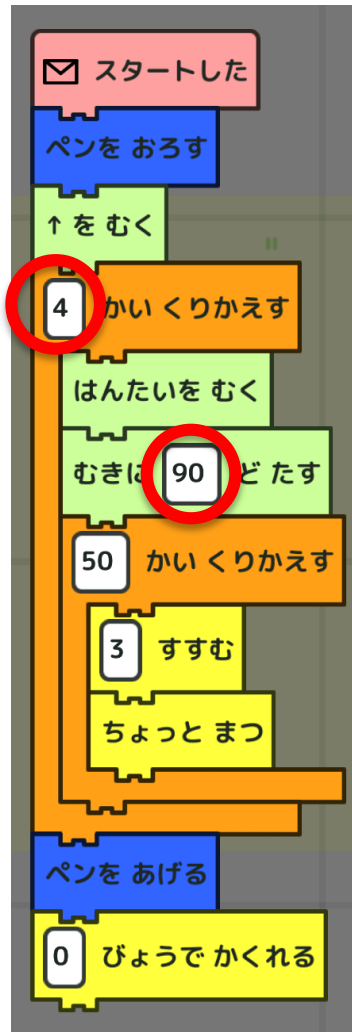 スタートした
ペンを おろす
↑ を むく
4 かい くりかえす
はんたいを むく
むきに 90 ど たす
50 かい くりかえす
3 すすむ
ちょっと まつ
ペンを あげる
0 びょうで かくれる